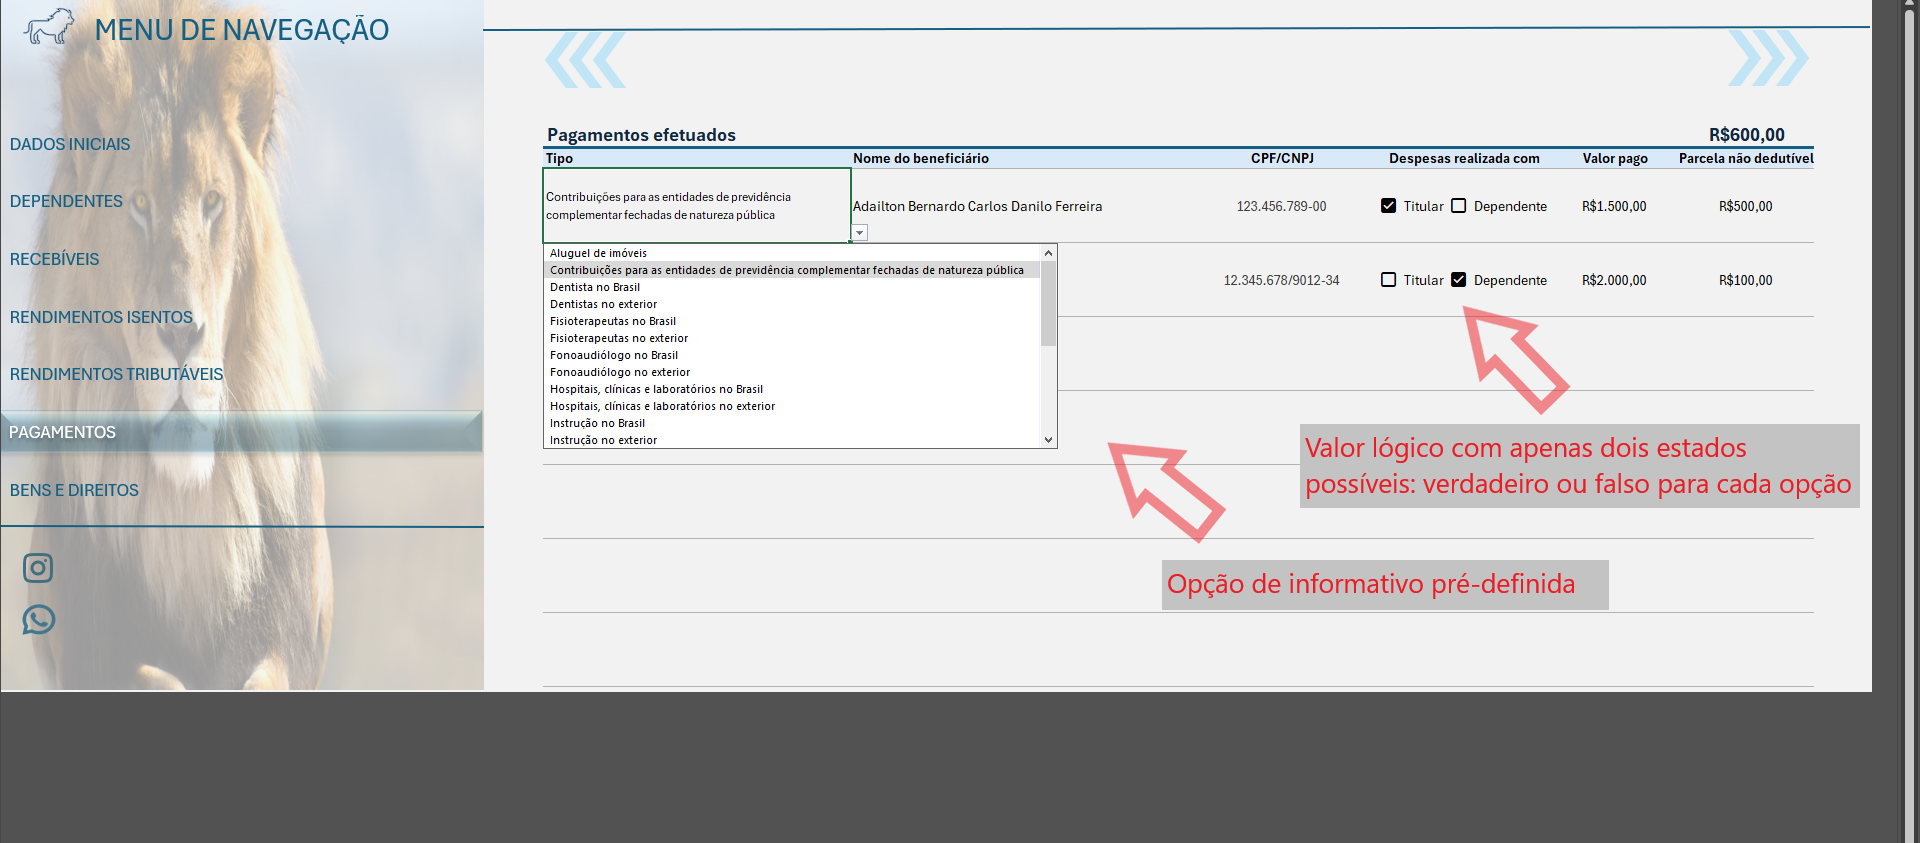 MENU DE NAVEGAÇÃO
DADOS INICIAIS
DEPENDENTES
RECEBÍVEIS
RENDIMENTOS ISENTOS
RENDIMENTOS TRIBUTÁVEIS
PAGAMENTOS
BENS E DIREITOS
Pagamentos efetuados R$600,00
Tipo Nome do beneficiário CPF/CNPJ Despesas realizada com Valor pago Parcela não dedutível
Contribuições para as entidades de previdência
complementar fechadas de natureza pública
Adailton Bernardo Carlos Danilo Ferreira 123.456.789-00 Titular Dependente R$1.500,00 R$500,00
12.345.678/9012-34 Titular Dependente R$2.000,00 R$100,00
Aluguel de imóveis
Contribuições para as entidades de previdência complementar fechadas de natureza pública
Dentista no Brasil
Dentistas no exterior
Fisioterapeutas no Brasil
Fisioterapeutas no exterior
Fonoaudiólogo no Brasil
Fonoaudiólogo no exterior
Hospitais, clínicas e laboratórios no Brasil
Hospitais, clínicas e laboratórios no exterior
Instrução no Brasil
Instrução no exterior
Valor lógico com apenas dois estados
possíveis: verdadeiro ou falso para cada opção
Opção de informativo pré-definida